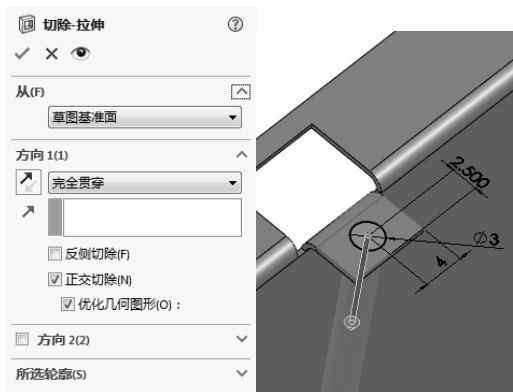 切除-拉伸
从(F)
草图基准面
方向 1(1)
完全贯穿
反侧切除(F)
正交切除(N)
优化几何图形(O)：
方向 2(2)
所选轮廓(S)
2.500
Ø3
4